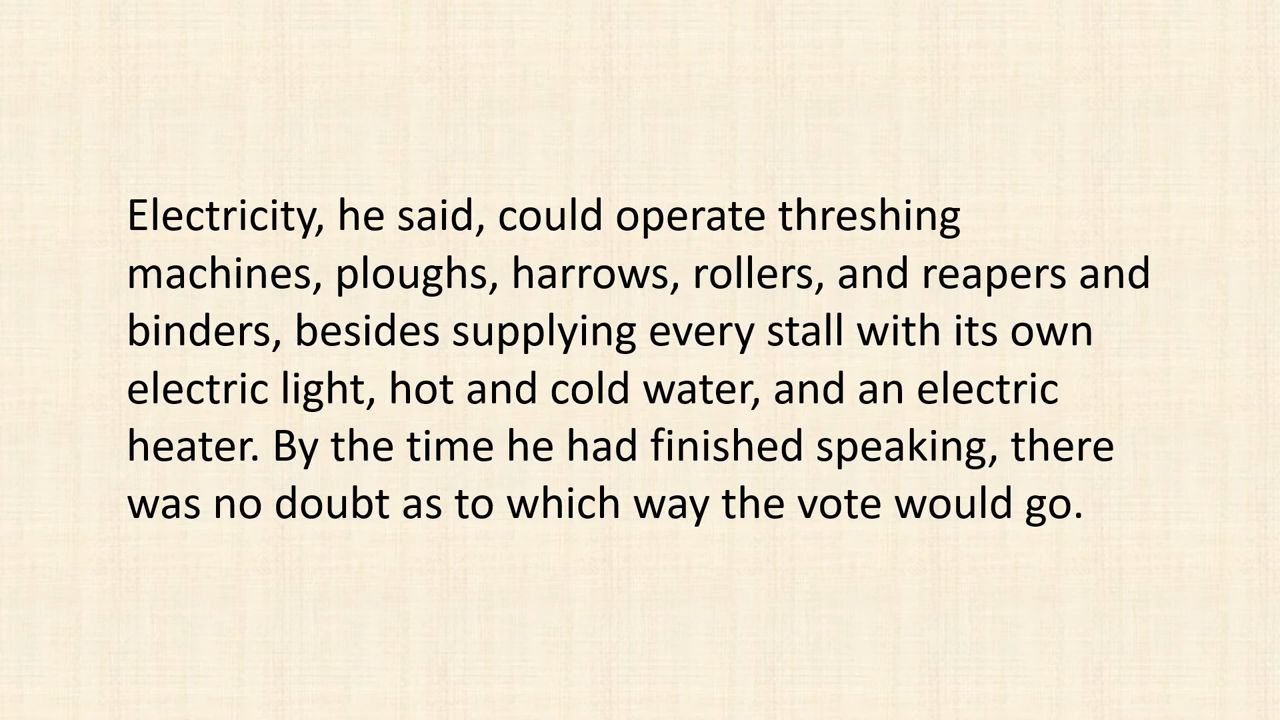 Electricity, he said, could operate threshing
machines, ploughs, harrows, rollers, and reapers and
binders, besides supplying every stall with its own
electric light, hot and cold water, and an electric
heater. By the time he had finished speaking, there
was no doubt as to which way the vote would go.